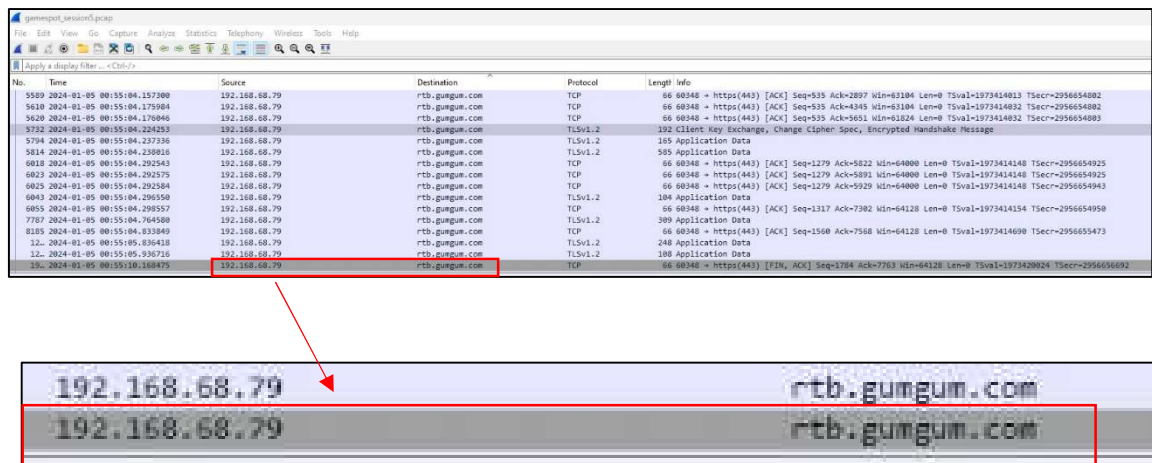 gamespot_session5.pcap
File Edit View Go Capture Analyze Statistics Telephony Wireless Tools Help
Apply a display filter ... <Ctrl-/>
No. Time Source Destination Protocol Length Info
5589 2024-01-05 00:55:04.157300 192.168.68.79 rtb.gumgum.com TCP 66 60348 → https(443) [ACK] Seq=535 Ack=2897 Win=63104 Len=0 TSval=1973414013 TSecr=2956654802
5610 2024-01-05 00:55:04.175984 192.168.68.79 rtb.gumgum.com TCP 66 60348 → https(443) [ACK] Seq=535 Ack=4345 Win=63104 Len=0 TSval=1973414032 TSecr=2956654802
5620 2024-01-05 00:55:04.176046 192.168.68.79 rtb.gumgum.com TCP 66 60348 → https(443) [ACK] Seq=535 Ack=5651 Win=61824 Len=0 TSval=1973414032 TSecr=2956654803
5732 2024-01-05 00:55:04.224253 192.168.68.79 rtb.gumgum.com TLSv1.2 192 Client Key Exchange, Change Cipher Spec, Encrypted Handshake Message
5794 2024-01-05 00:55:04.237336 192.168.68.79 rtb.gumgum.com TLSv1.2 165 Application Data
5814 2024-01-05 00:55:04.238016 192.168.68.79 rtb.gumgum.com TLSv1.2 585 Application Data
6018 2024-01-05 00:55:04.292543 192.168.68.79 rtb.gumgum.com TCP 66 60348 → https(443) [ACK] Seq=1279 Ack=5822 Win=64000 Len=0 TSval=1973414148 TSecr=2956654925
6023 2024-01-05 00:55:04.292575 192.168.68.79 rtb.gumgum.com TCP 66 60348 → https(443) [ACK] Seq=1279 Ack=5891 Win=64000 Len=0 TSval=1973414148 TSecr=2956654925
6025 2024-01-05 00:55:04.292584 192.168.68.79 rtb.gumgum.com TCP 66 60348 → https(443) [ACK] Seq=1279 Ack=5929 Win=64000 Len=0 TSval=1973414148 TSecr=2956654943
6043 2024-01-05 00:55:04.296550 192.168.68.79 rtb.gumgum.com TLSv1.2 104 Application Data
6055 2024-01-05 00:55:04.298557 192.168.68.79 rtb.gumgum.com TCP 66 60348 → https(443) [ACK] Seq=1317 Ack=7302 Win=64128 Len=0 TSval=1973414154 TSecr=2956654950
7787 2024-01-05 00:55:04.764580 192.168.68.79 rtb.gumgum.com TLSv1.2 309 Application Data
8185 2024-01-05 00:55:04.833849 192.168.68.79 rtb.gumgum.com TCP 66 60348 → https(443) [ACK] Seq=1560 Ack=7568 Win=64128 Len=0 TSval=1973414690 TSecr=2956655473
12… 2024-01-05 00:55:05.836418 192.168.68.79 rtb.gumgum.com TLSv1.2 248 Application Data
12… 2024-01-05 00:55:05.936716 192.168.68.79 rtb.gumgum.com TLSv1.2 108 Application Data
19… 2024-01-05 00:55:10.168475 192.168.68.79 rtb.gumgum.com TCP 66 60348 → https(443) [FIN, ACK] Seq=1784 Ack=7763 Win=64128 Len=0 TSval=1973420024 TSecr=2956656692
192.168.68.79 rtb.gumgum.com
192.168.68.79 rtb.gumgum.com